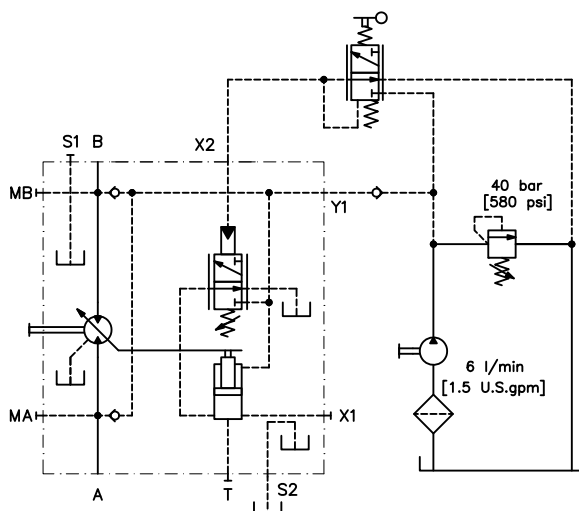 S1
B
X2
MB
Y1
40 bar
[580 psi]
6 l/min
[1.5 U.S.gpm]
MA
X1
A
T
S2